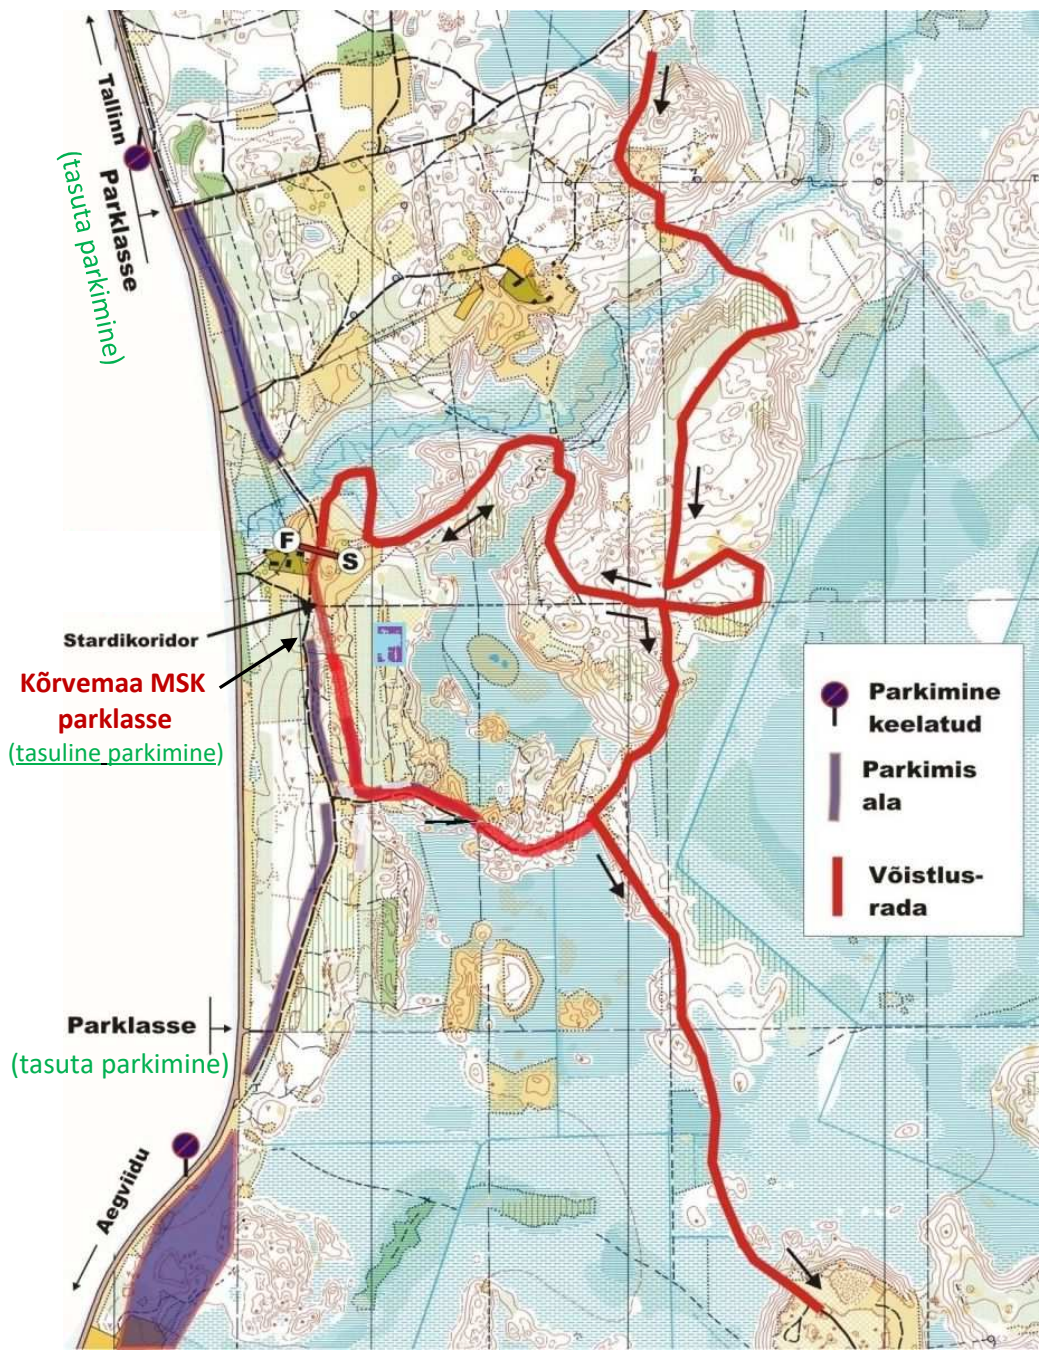 Tallinn
Parklasse
(tasuta parkimine)
F
S
Stardikoridor
Kõrvemaa MSK
parklasse
(tasuline parkimine)
Parklasse
(tasuta parkimine)
Aegviidu
Parkimine
keelatud
Parkimis
ala
Võistlus-
rada